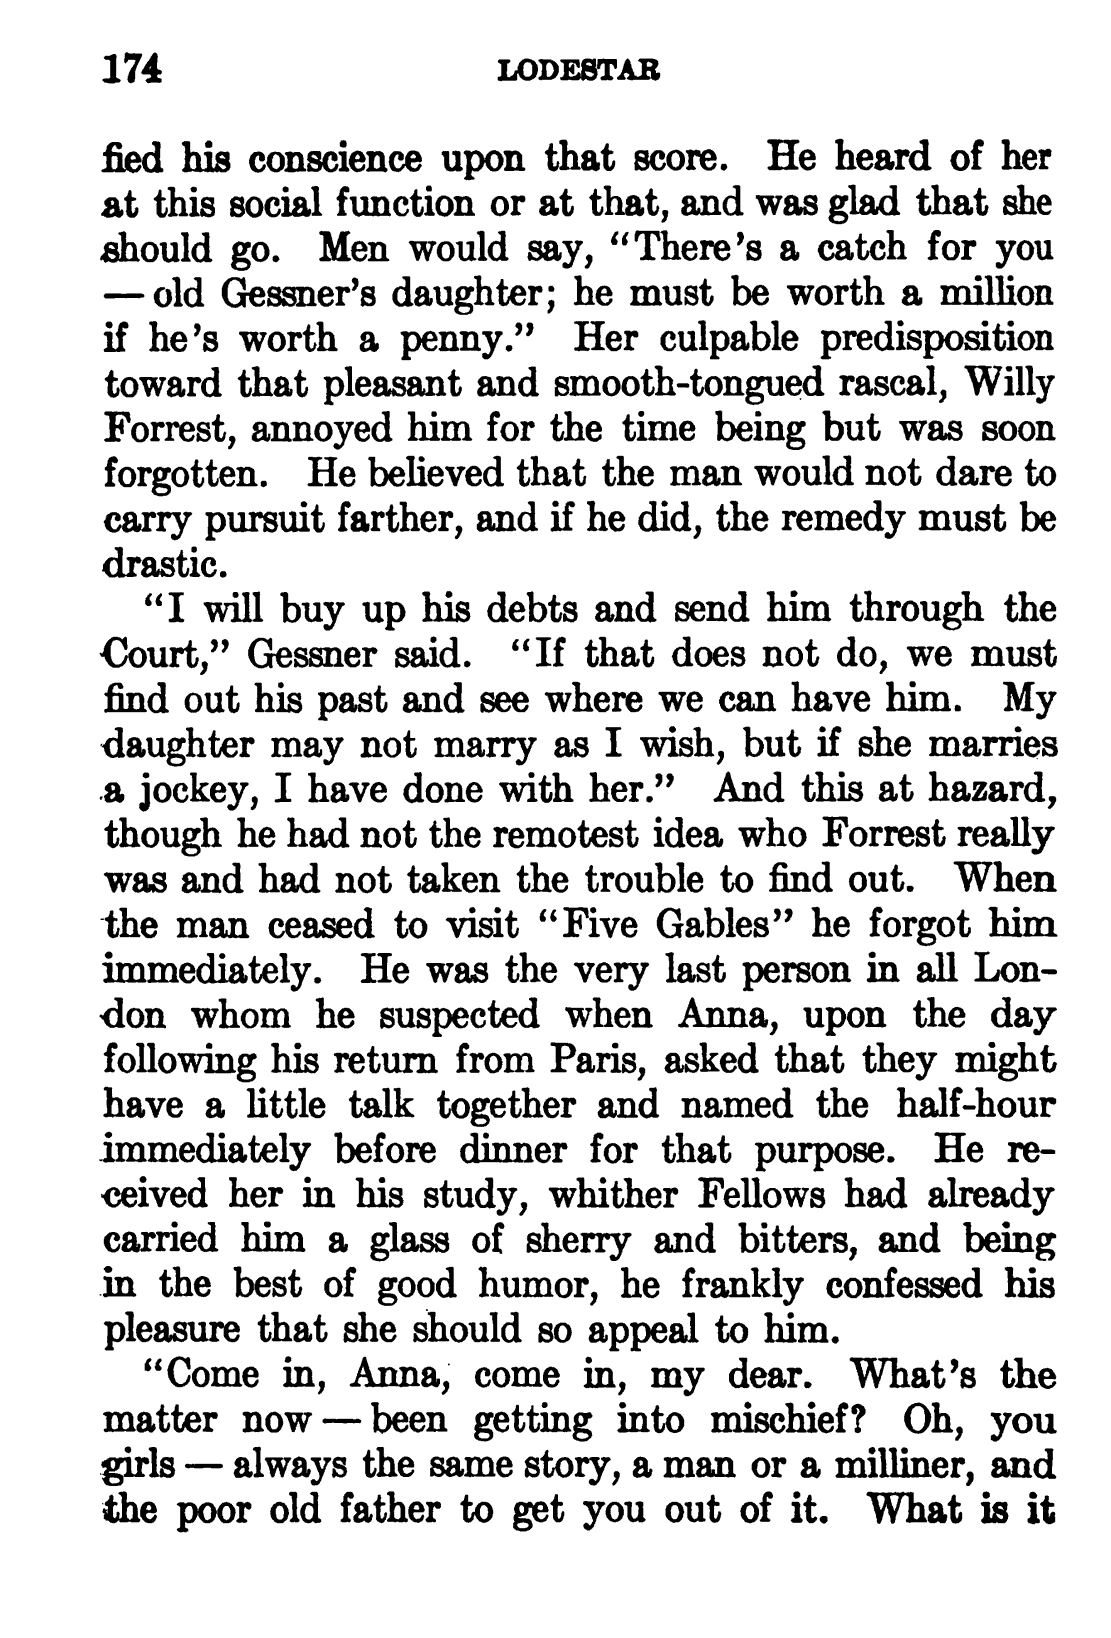 174 LODESTAR
fied his conscience upon that score. He heard of her
at this social function or at that, and was glad that she
should go. Men would say, "There's a catch for you
— old Gessner's daughter; he must be worth a million
if he's worth a penny." Her culpable predisposition
toward that pleasant and smooth-tongued rascal, Willy
Forrest, annoyed him for the time being but was soon
forgotten. He believed that the man would not dare to
carry pursuit farther, and if he did, the remedy must be
drastic.
"I will buy up his debts and send him through the
Court," Gessner said. "If that does not do, we must
find out his past and see where we can have him. My
daughter may not marry as I wish, but if she marries
a jockey, I have done with her." And this at hazard,
though he had not the remotest idea who Forrest really
was and had not taken the trouble to find out. When
the man ceased to visit "Five Gables" he forgot him
immediately. He was the very last person in all Lon-
don whom he suspected when Anna, upon the day
following his return from Paris, asked that they might
have a little talk together and named the half-hour
immediately before dinner for that purpose. He re-
ceived her in his study, whither Fellows had already
carried him a glass of sherry and bitters, and being
in the best of good humor, he frankly confessed his
pleasure that she should so appeal to him.
"Come in, Anna, come in, my dear. What's the
matter now — been getting into mischief? Oh, you
girls — always the same story, a man or a milliner, and
the poor old father to get you out of it. What is it